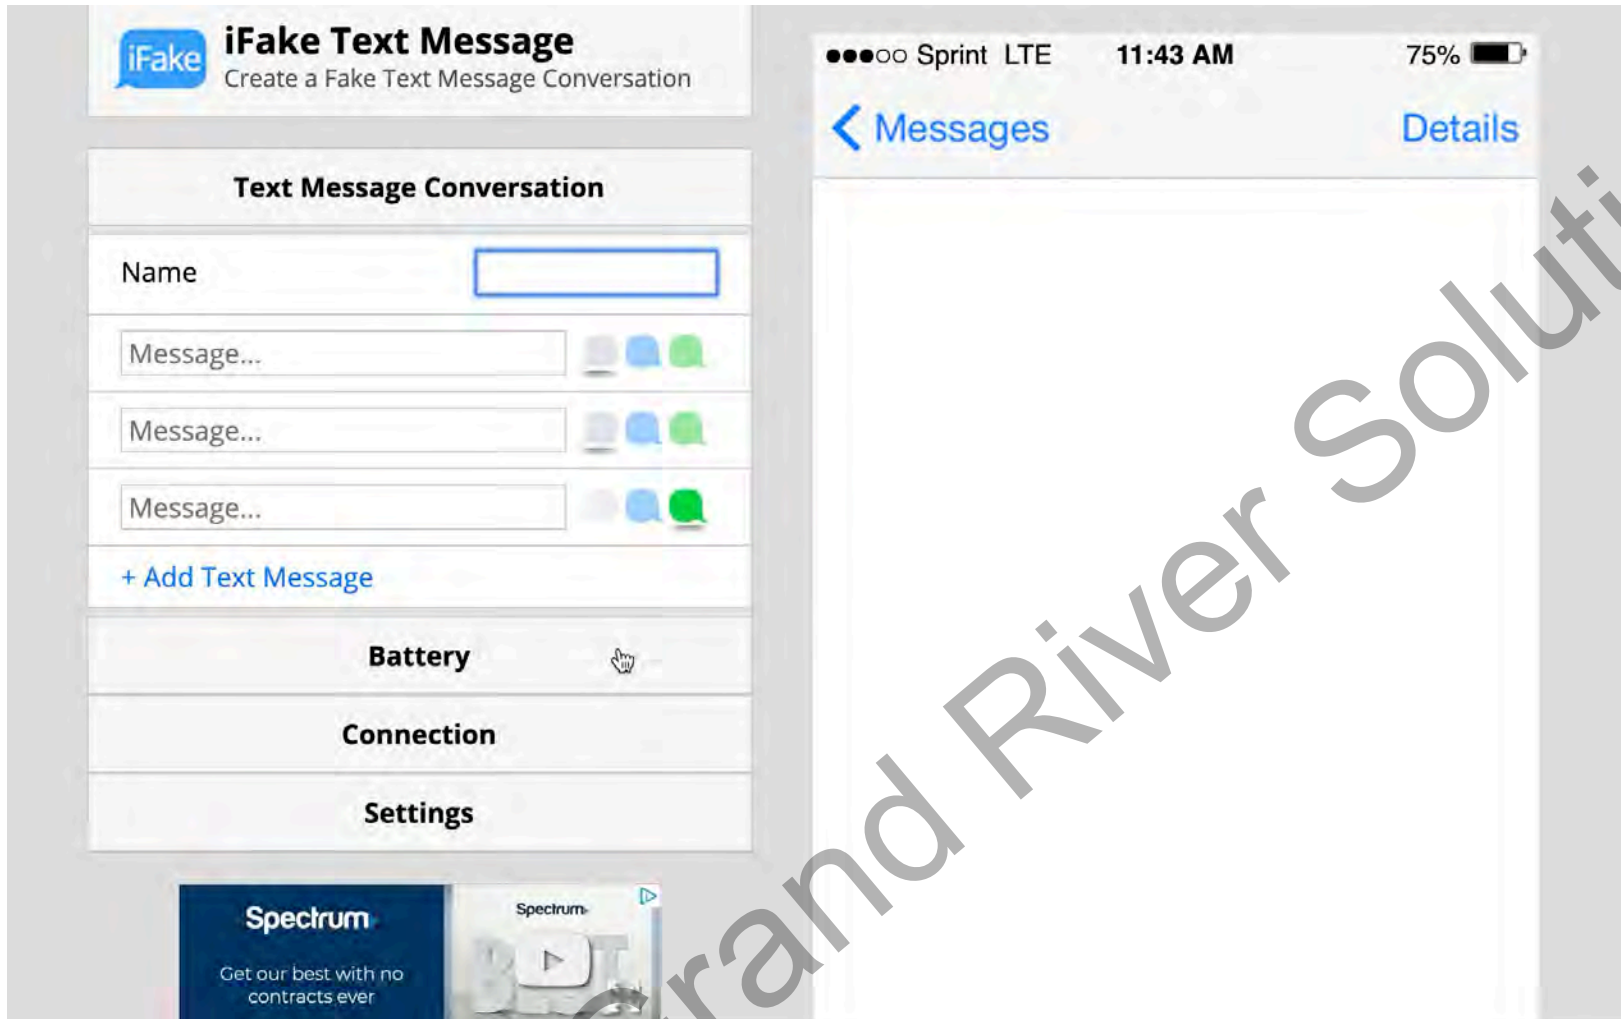 iFake
iFake Text Message
Create a Fake Text Message Conversation
Text Message Conversation
Name
Message...
Message...
Message...
+ Add Text Message
Battery
Connection
Settings
Spectrum
Get our best with no
contracts ever
Spectrum
Sprint LTE 11:43 AM 75%
Messages Details
rand River Soluti